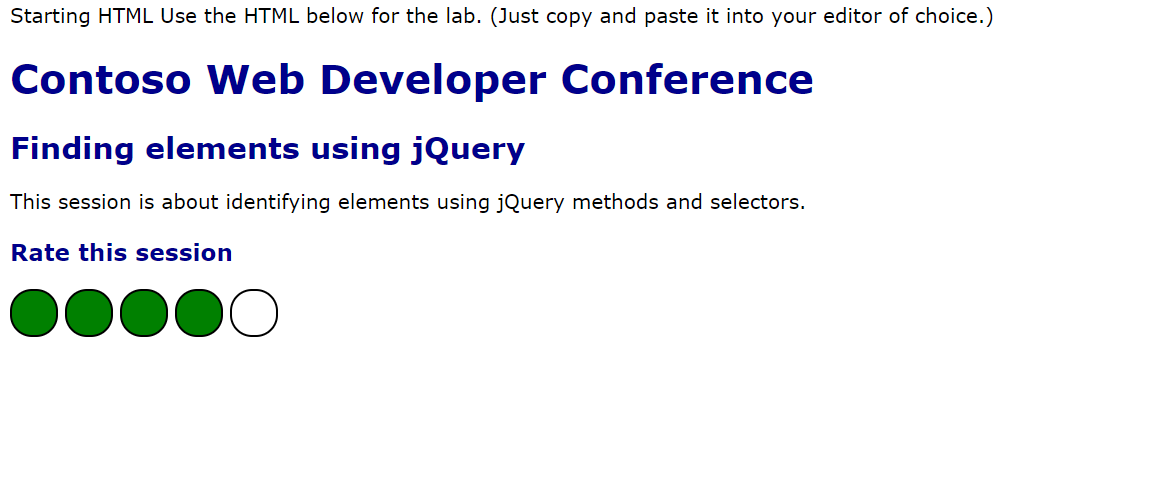 Starting HTML Use the HTML below for the lab. (Just copy and paste it into your editor of choice.)
Contoso Web Developer Conference
Finding elements using jQuery
This session is about identifying elements using jQuery methods and selectors.
Rate this session